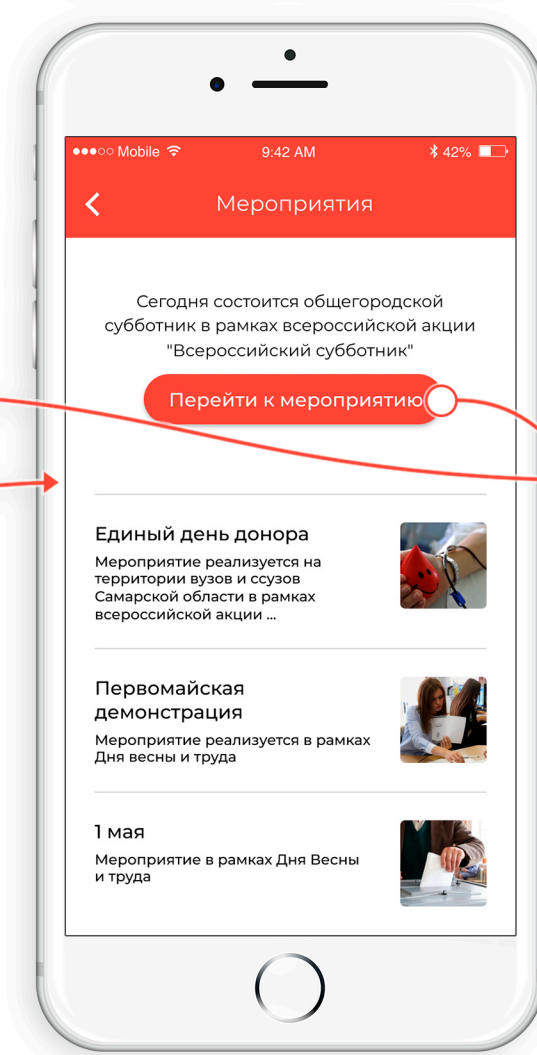 Mobile 9:42 AM 42%
Мероприятия
Сегодня состоится общегородской
субботник в рамках всероссийской акции
"Всероссийский субботник"
Перейти к мероприятию
Единый день донора
Мероприятие реализуется на
территории вузов и ссузов
Самарской области в рамках
всероссийской акции ...
Первомайская
демонстрация
Мероприятие реализуется в рамках
Дня весны и труда
1 мая
Мероприятие в рамках Дня Весны
и труда